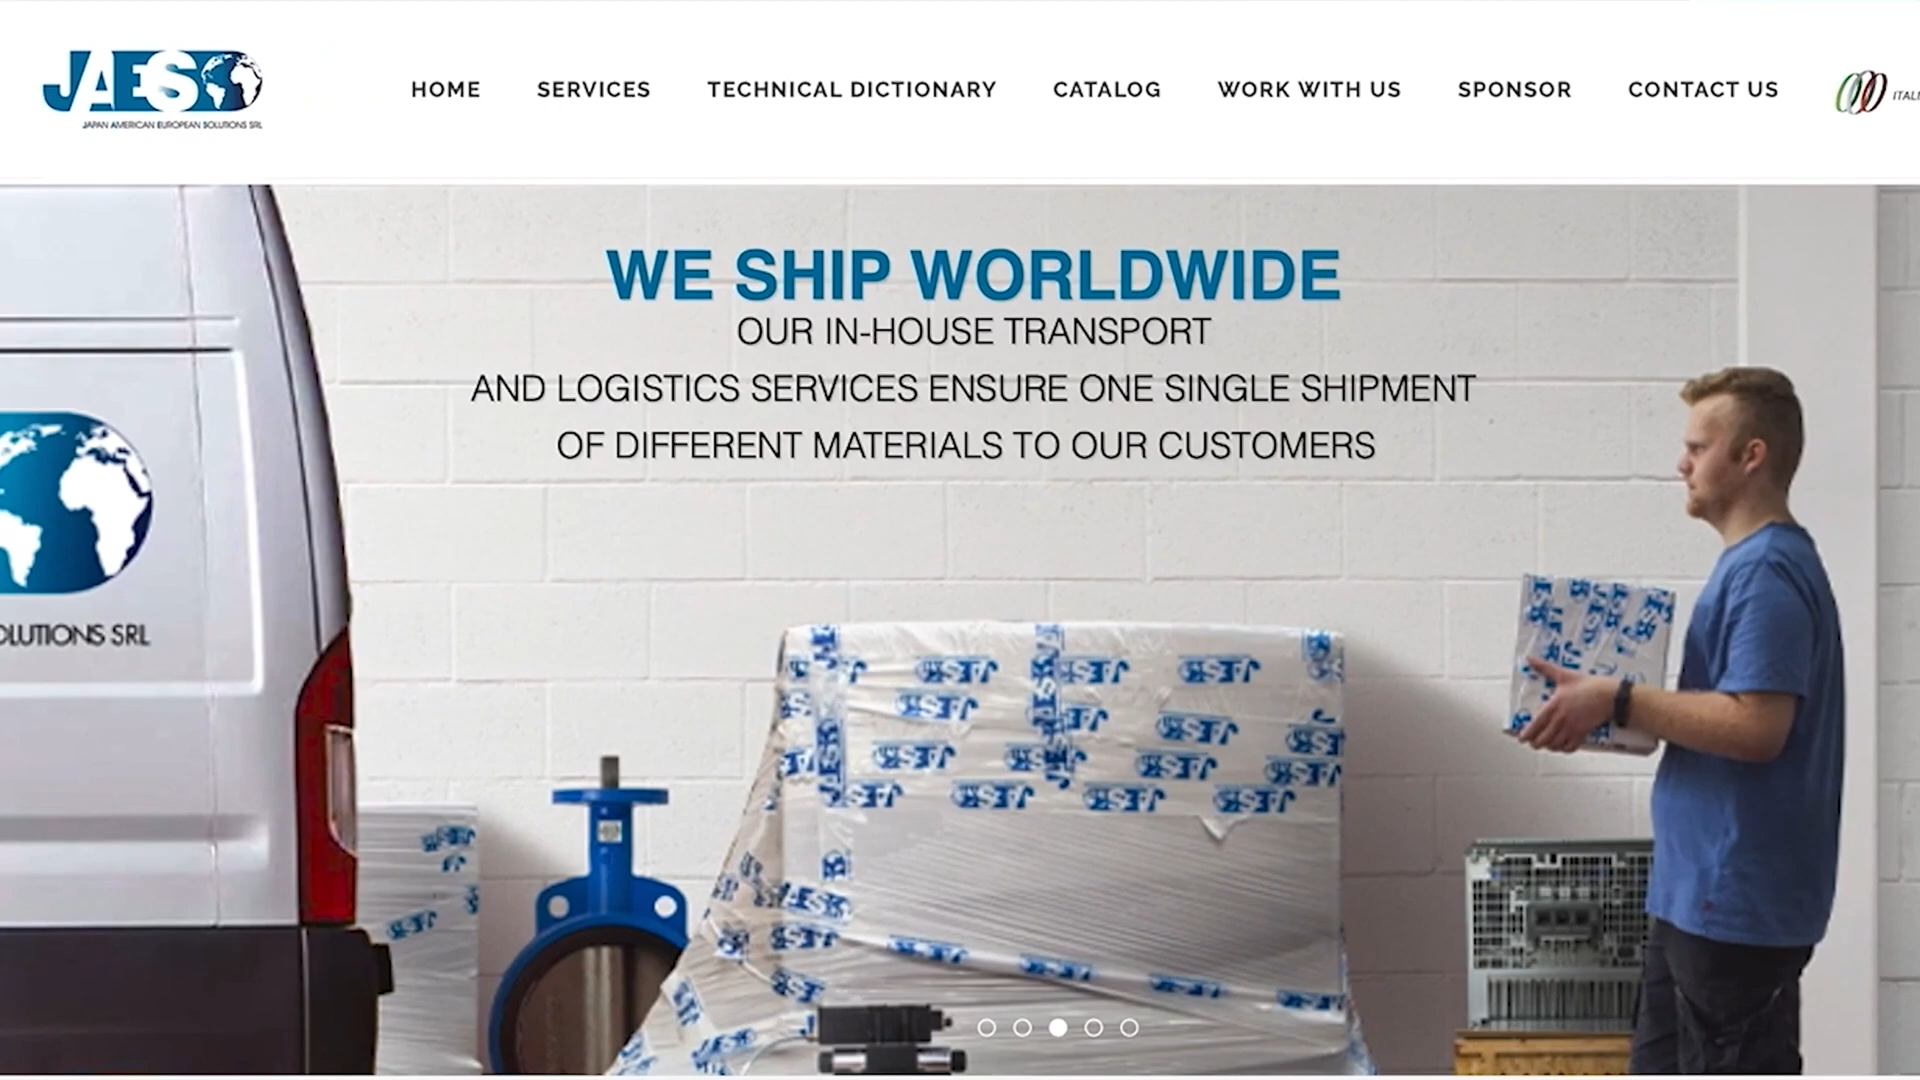 JAES
JAPAN AMERICAN EUROPEAN SOLUTIONS SRL
HOME
SERVICES
TECHNICAL DICTIONARY
CATALOG
WORK WITH US
SPONSOR
CONTACT US
WE SHIP WORLDWIDE
OUR IN-HOUSE TRANSPORT
AND LOGISTICS SERVICES ENSURE ONE SINGLE SHIPMENT
OF DIFFERENT MATERIALS TO OUR CUSTOMERS
OLUTIONS SRL